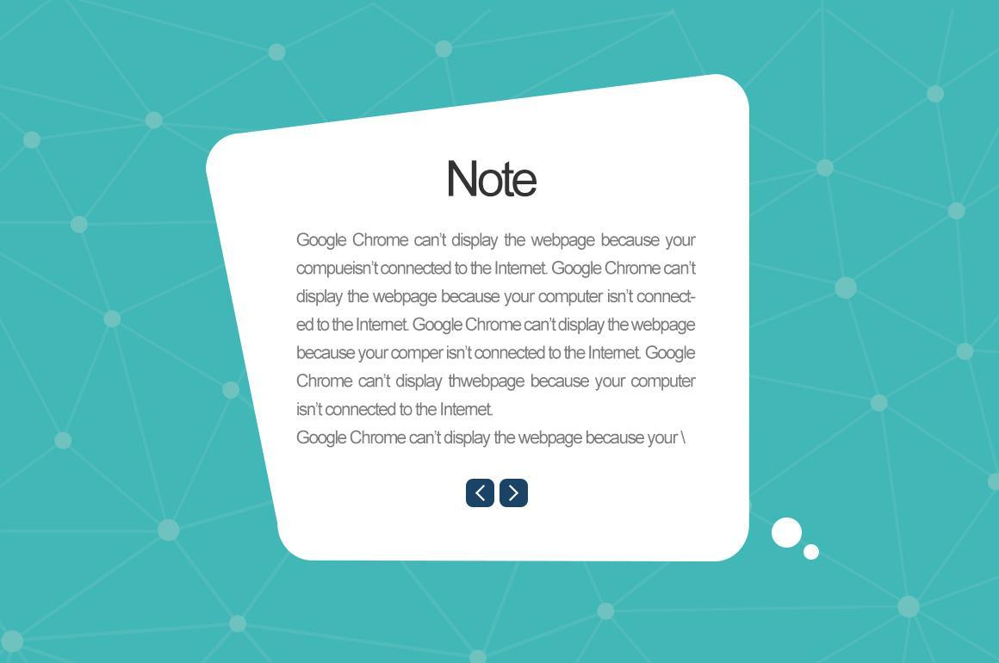 Note
Google Chrome can’t display the webpage because your
compueisn’t connected to the Internet. Google Chrome can’t
display the webpage because your computer isn’t connect-
ed to the Internet. Google Chrome can’t display the webpage
because your comper isn’t connected to the Internet. Google
Chrome can’t display thwebpage because your computer
isn’t connected to the Internet.
Google Chrome can’t display the webpage because your \